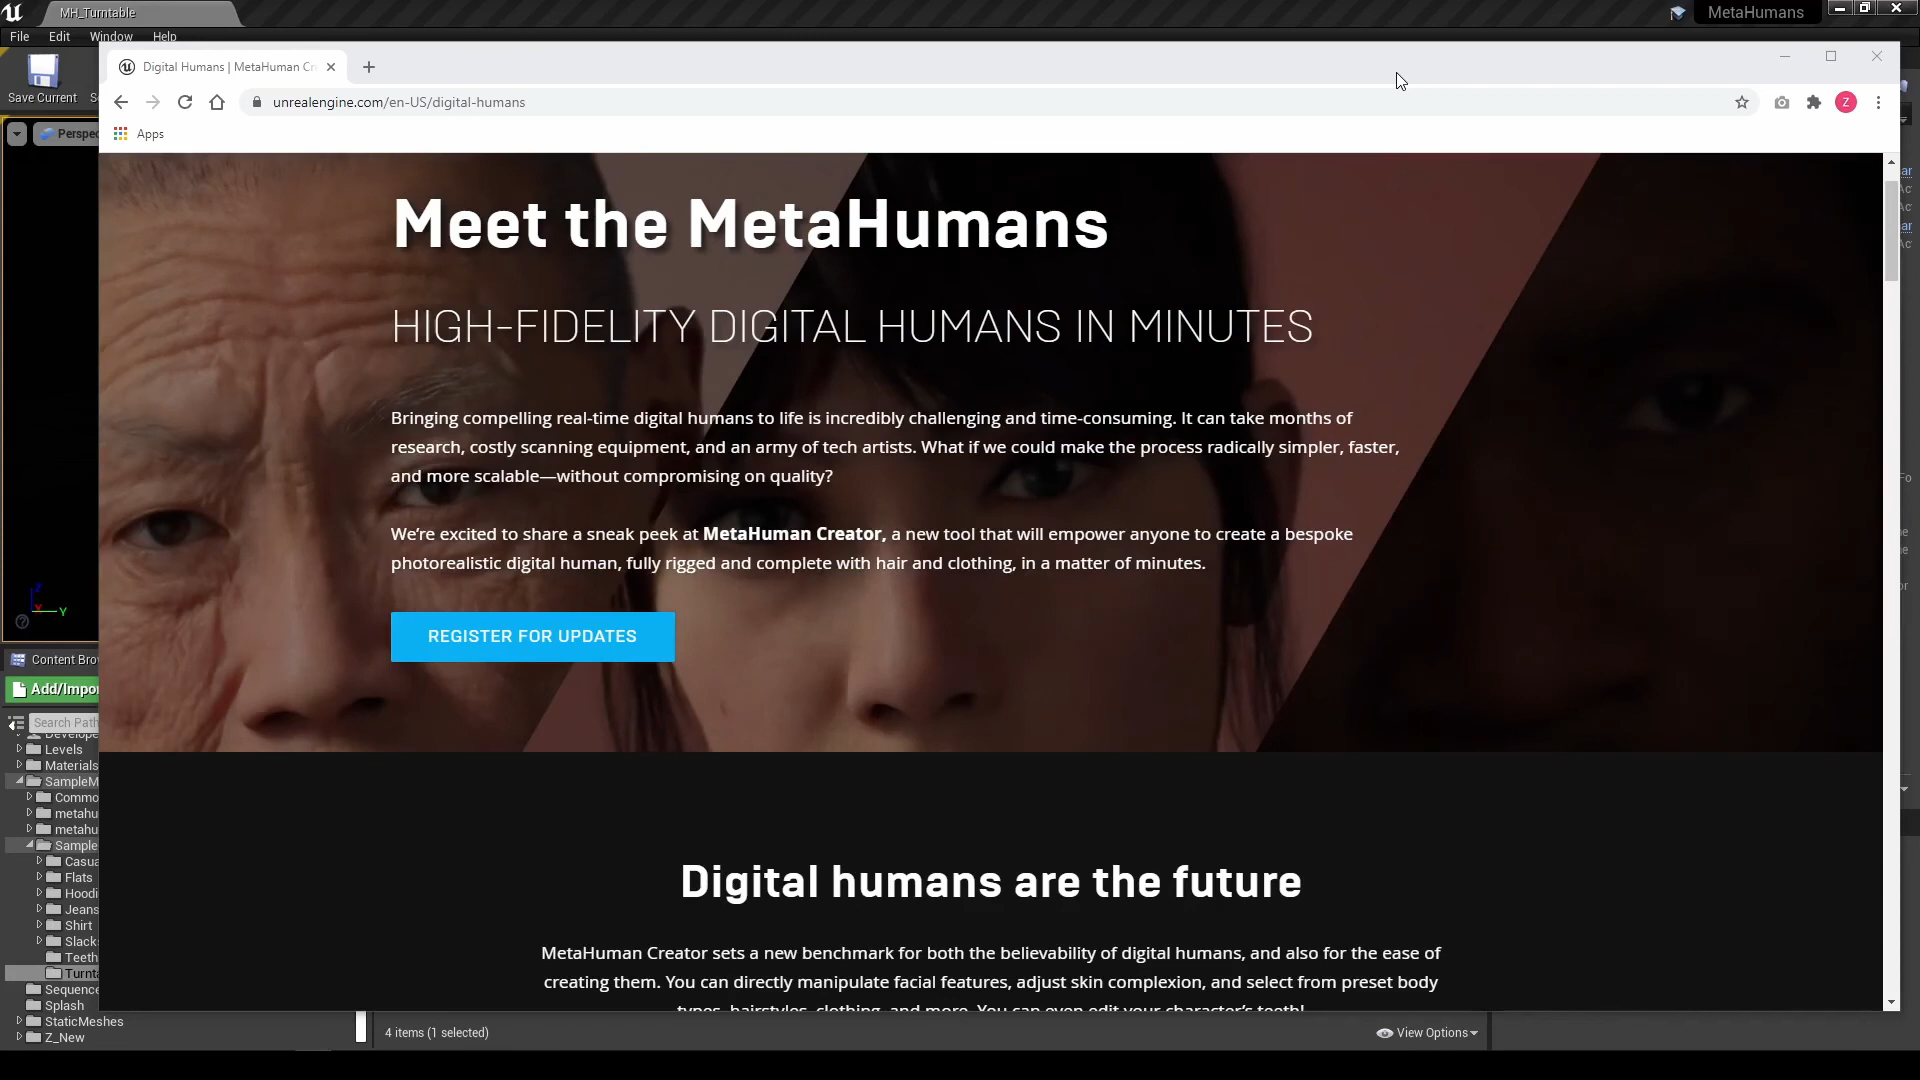 MH_Turntable
MetaHumans
File Edit Window Help
Digital Humans | MetaHuman Cr
Save Current
unrealengine.com/en-US/digital-humans
Z
Apps
Perspec
Meet the MetaHumans
HIGH-FIDELITY DIGITAL HUMANS IN MINUTES
Bringing compelling real-time digital humans to life is incredibly challenging and time-consuming. It can take months of
research, costly scanning equipment, and an army of tech artists. What if we could make the process radically simpler, faster,
and more scalable—without compromising on quality?
We're excited to share a sneak peek at MetaHuman Creator, a new tool that will empower anyone to create a bespoke
photorealistic digital human, fully rigged and complete with hair and clothing, in a matter of minutes.
Z
Y
REGISTER FOR UPDATES
Content Brow
Add/Impor
Search Path
Develope
Levels
Materials
SampleM
Commo
metahu
metahu
Sample
Casua
Flats
Hoodi
Jeans
Shirt
Slack
Teeth
Turnta
Sequence
Splash
StaticMeshes
Z_New
Digital humans are the future
MetaHuman Creator sets a new benchmark for both the believability of digital humans, and also for the ease of
creating them. You can directly manipulate facial features, adjust skin complexion, and select from preset body
types, hairstyles, clothing, and more. You can even edit your character's teeth!
4 items (1 selected)
View Options